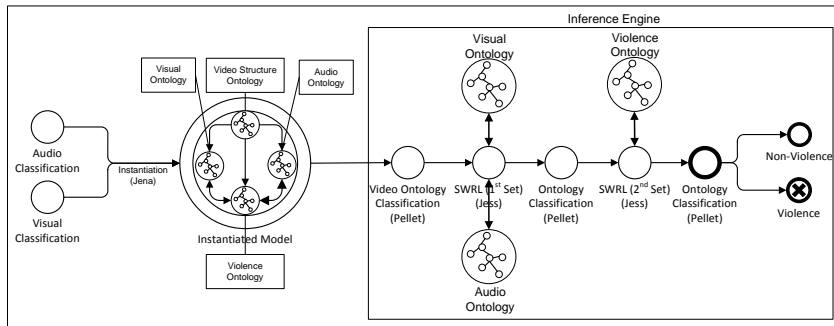 Inference Engine
Visual
Ontology
Video Structure
Ontology
Audio
Ontology
Audio
Classification
Visual
Classification
Instantiation
(Jena)
Instantiated Model
Violence
Ontology
Visual
Ontology
Violence
Ontology
Video Ontology
Classification
(Pellet)
SWRL (1st Set)
(Jess)
Ontology
Classification
(Pellet)
SWRL (2nd Set)
(Jess)
Ontology
Classification
(Pellet)
Non-Violence
Violence
Audio
Ontology